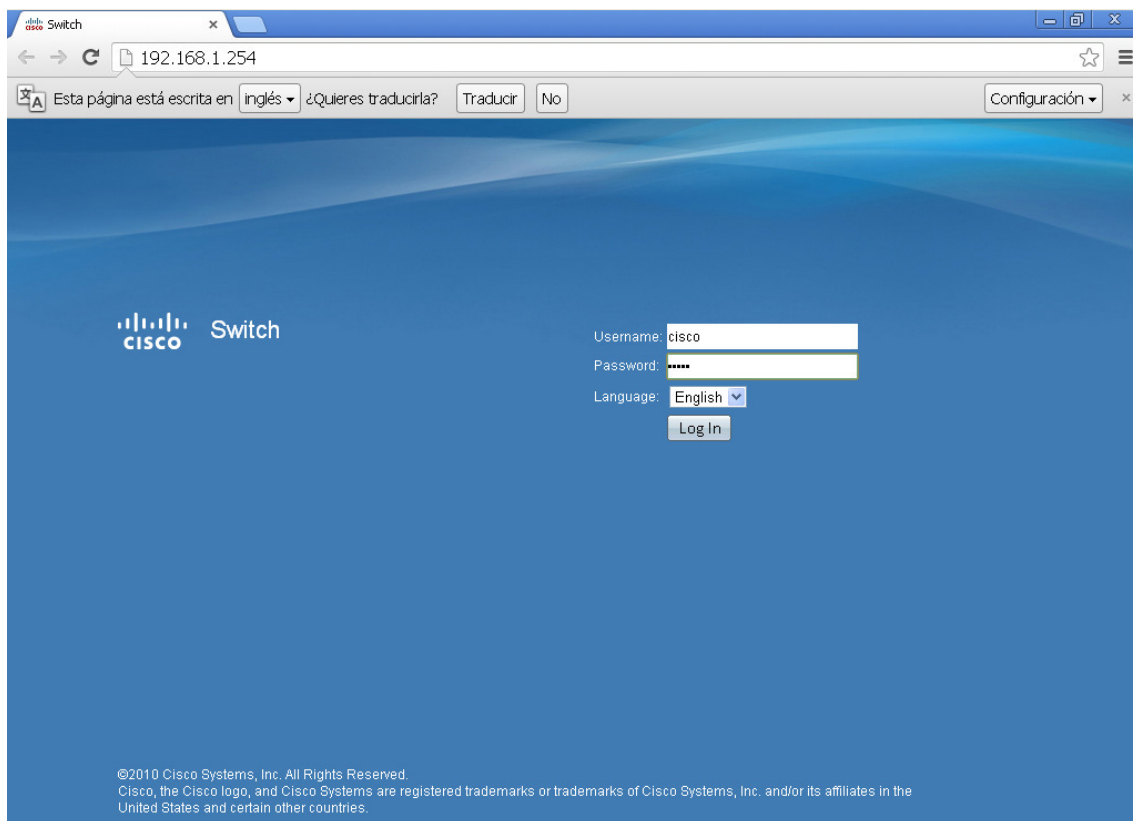 cisco Switch
192.168.1.254
Esta página está escrita en inglés ¿Quieres traducirla? Traducir No Configuración
cisco Switch
Username: cisco
Password: •••••
Language: English
Log In
©2010 Cisco Systems, Inc. All Rights Reserved.
Cisco, the Cisco logo, and Cisco Systems are registered trademarks or trademarks of Cisco Systems, Inc. and/or its affiliates in the
United States and certain other countries.